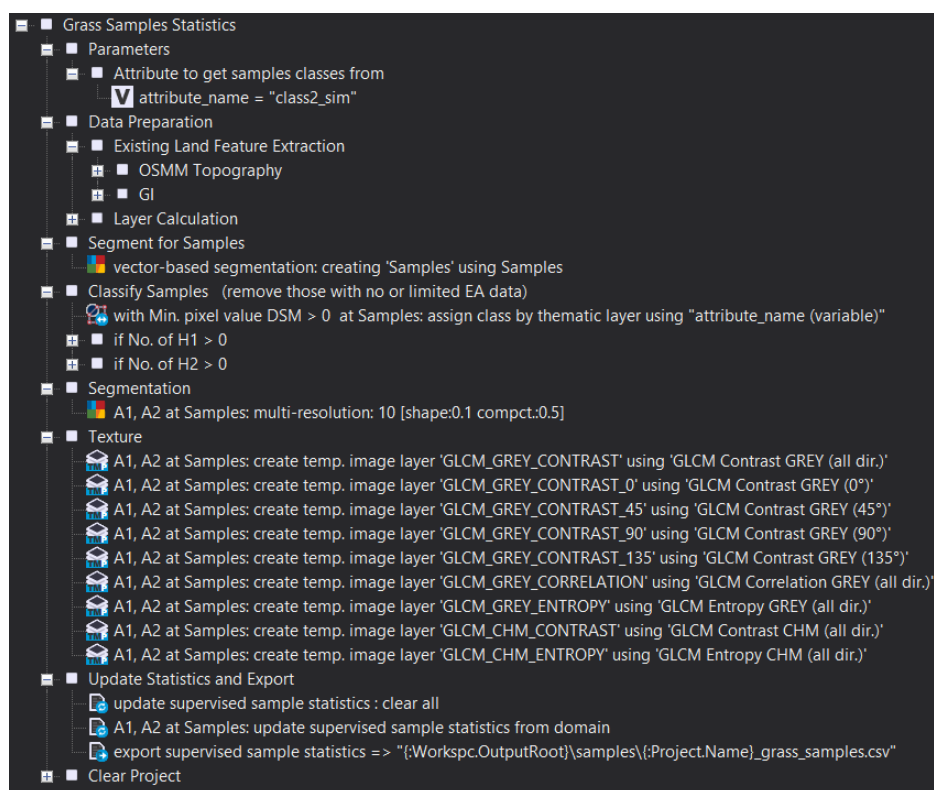 Grass Samples Statistics
Parameters
Attribute to get samples classes from
V attribute_name = "class2_sim"
Data Preparation
Existing Land Feature Extraction
OSMM Topography
GI
Layer Calculation
Segment for Samples
vector-based segmentation: creating 'Samples' using Samples
Classify Samples (remove those with no or limited EA data)
with Min. pixel value DSM > 0 at Samples: assign class by thematic layer using "attribute_name (variable)"
if No. of H1 > 0
if No. of H2 > 0
Segmentation
A1, A2 at Samples: multi-resolution: 10 [shape:0.1 compct.:0.5]
Texture
A1, A2 at Samples: create temp. image layer 'GLCM_GREY_CONTRAST' using 'GLCM Contrast GREY (all dir.)'
A1, A2 at Samples: create temp. image layer 'GLCM_GREY_CONTRAST_0' using 'GLCM Contrast GREY (0°)'
A1, A2 at Samples: create temp. image layer 'GLCM_GREY_CONTRAST_45' using 'GLCM Contrast GREY (45°)'
A1, A2 at Samples: create temp. image layer 'GLCM_GREY_CONTRAST_90' using 'GLCM Contrast GREY (90°)'
A1, A2 at Samples: create temp. image layer 'GLCM_GREY_CONTRAST_135' using 'GLCM Contrast GREY (135°)'
A1, A2 at Samples: create temp. image layer 'GLCM_GREY_CORRELATION' using 'GLCM Correlation GREY (all dir.)'
A1, A2 at Samples: create temp. image layer 'GLCM_GREY_ENTROPY' using 'GLCM Entropy GREY (all dir.)'
A1, A2 at Samples: create temp. image layer 'GLCM_CHM_CONTRAST' using 'GLCM Contrast CHM (all dir.)'
A1, A2 at Samples: create temp. image layer 'GLCM_CHM_ENTROPY' using 'GLCM Entropy CHM (all dir.)'
Update Statistics and Export
update supervised sample statistics : clear all
A1, A2 at Samples: update supervised sample statistics from domain
export supervised sample statistics => "{:Workspc.OutputRoot}\samples\{:Project.Name}_grass_samples.csv"
Clear Project